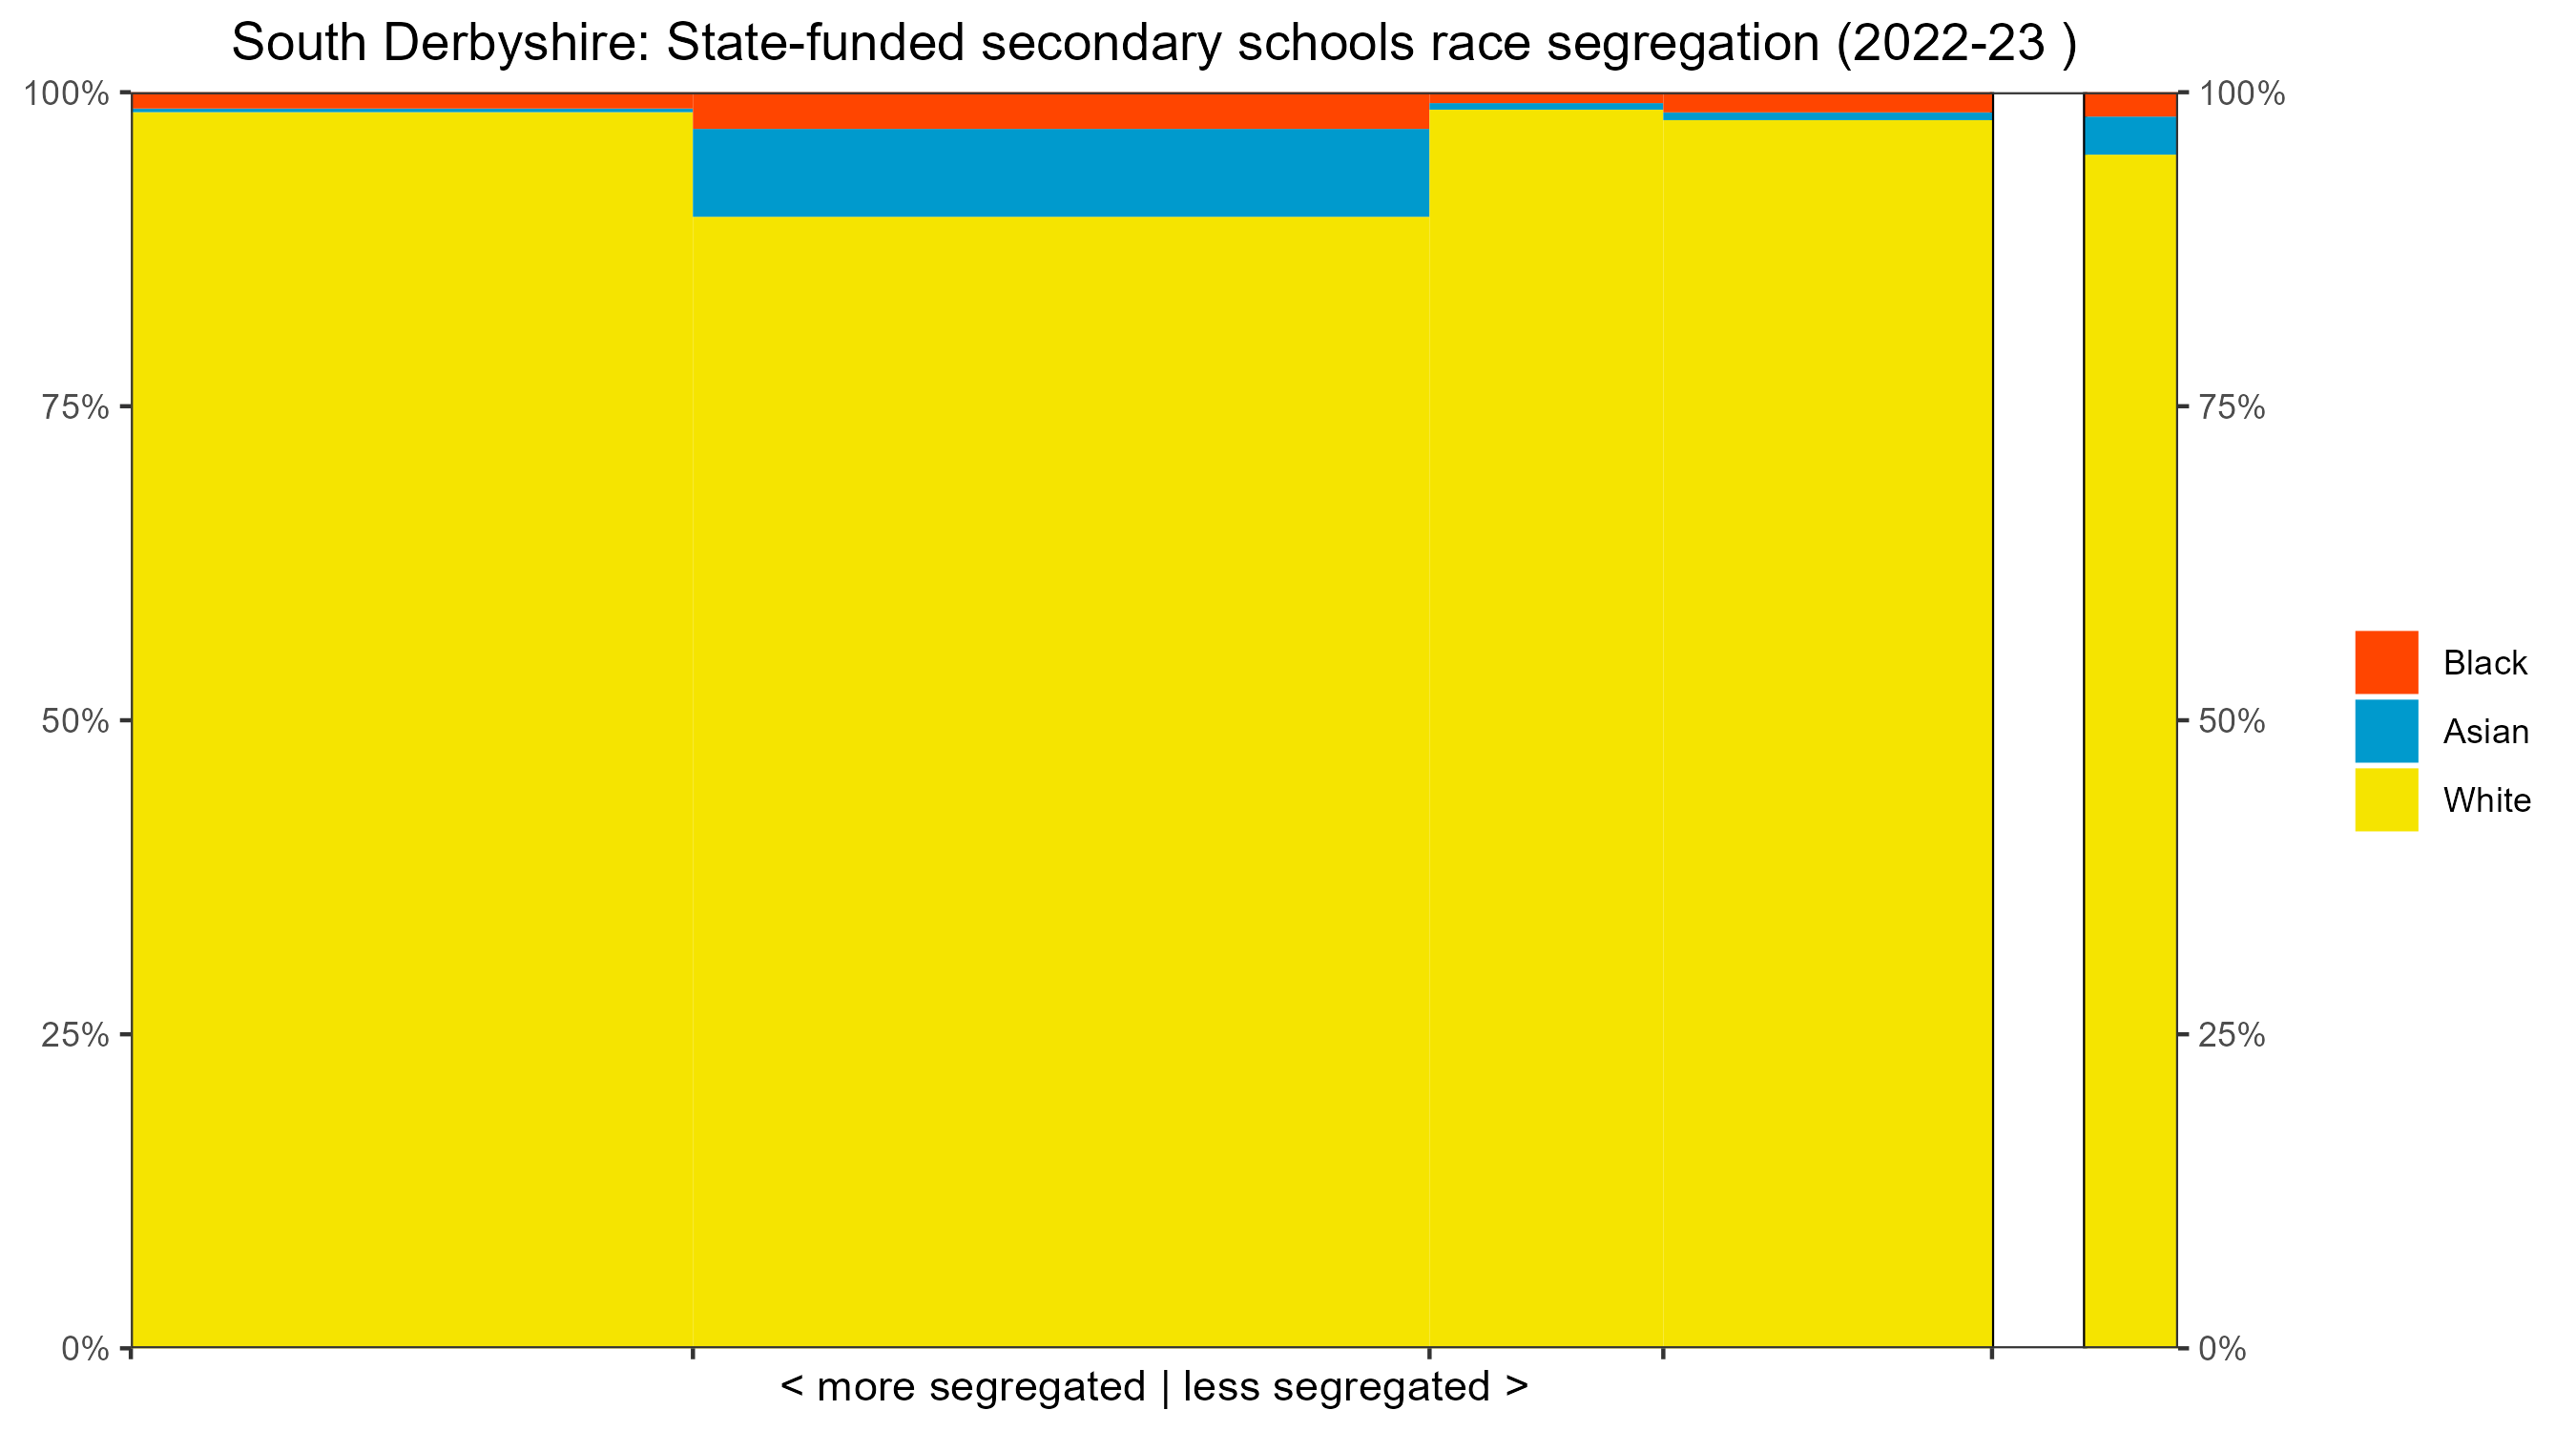 South Derbyshire: State-funded secondary schools race segregation (2022-23 )
100%
75%
50%
25%
0%
100%
75%
50%
25%
0%
Black
Asian
White
< more segregated | less segregated >